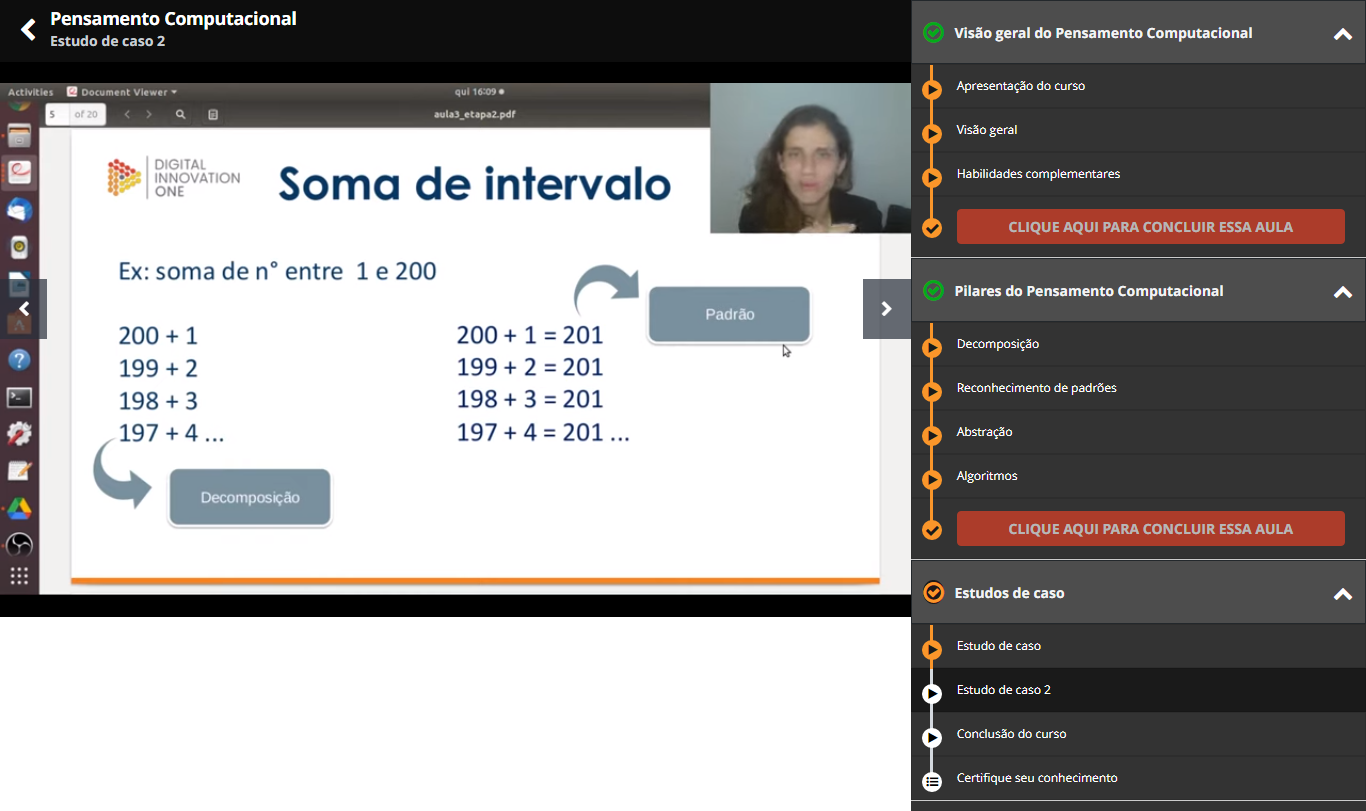 Pensamento Computacional
Estudo de caso 2
Activities
Document Viewer
qui 16:09
5
of 20
aula3_etapa2.pdf
DIGITAL
INNOVATION
ONE
Soma de intervalo
Ex: soma de n° entre 1 e 200
200 + 1
199 + 2
198 + 3
197 + 4 ...
Decomposição
200 + 1 = 201
199 + 2 = 201
198 + 3 = 201
197 + 4 = 201 ...
Padrão
Visão geral do Pensamento Computacional
Apresentação do curso
Visão geral
Habilidades complementares
CLIQUE AQUI PARA CONCLUIR ESSA AULA
Pilares do Pensamento Computacional
Decomposição
Reconhecimento de padrões
Abstração
Algoritmos
CLIQUE AQUI PARA CONCLUIR ESSA AULA
Estudos de caso
Estudo de caso
Estudo de caso 2
Conclusão do curso
Certifique seu conhecimento